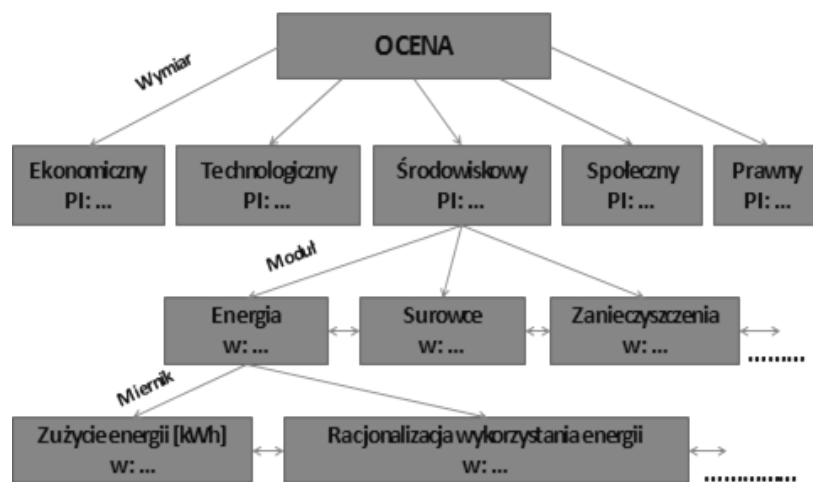 OCENA
Wymiar
Ekonomiczny
PI: ...
Technologiczny
PI: ...
Środowiskowy
PI: ...
Społeczny
PI: ...
Prawny
PI: ...
Moduł
Energia
w: ...
Surowce
w: ...
Zanieczyszczenia
w: ...
.........
Miernik
Zużycie energii [kWh]
w: ...
Racjonalizacja wykorzystania energii
w: ...
...............